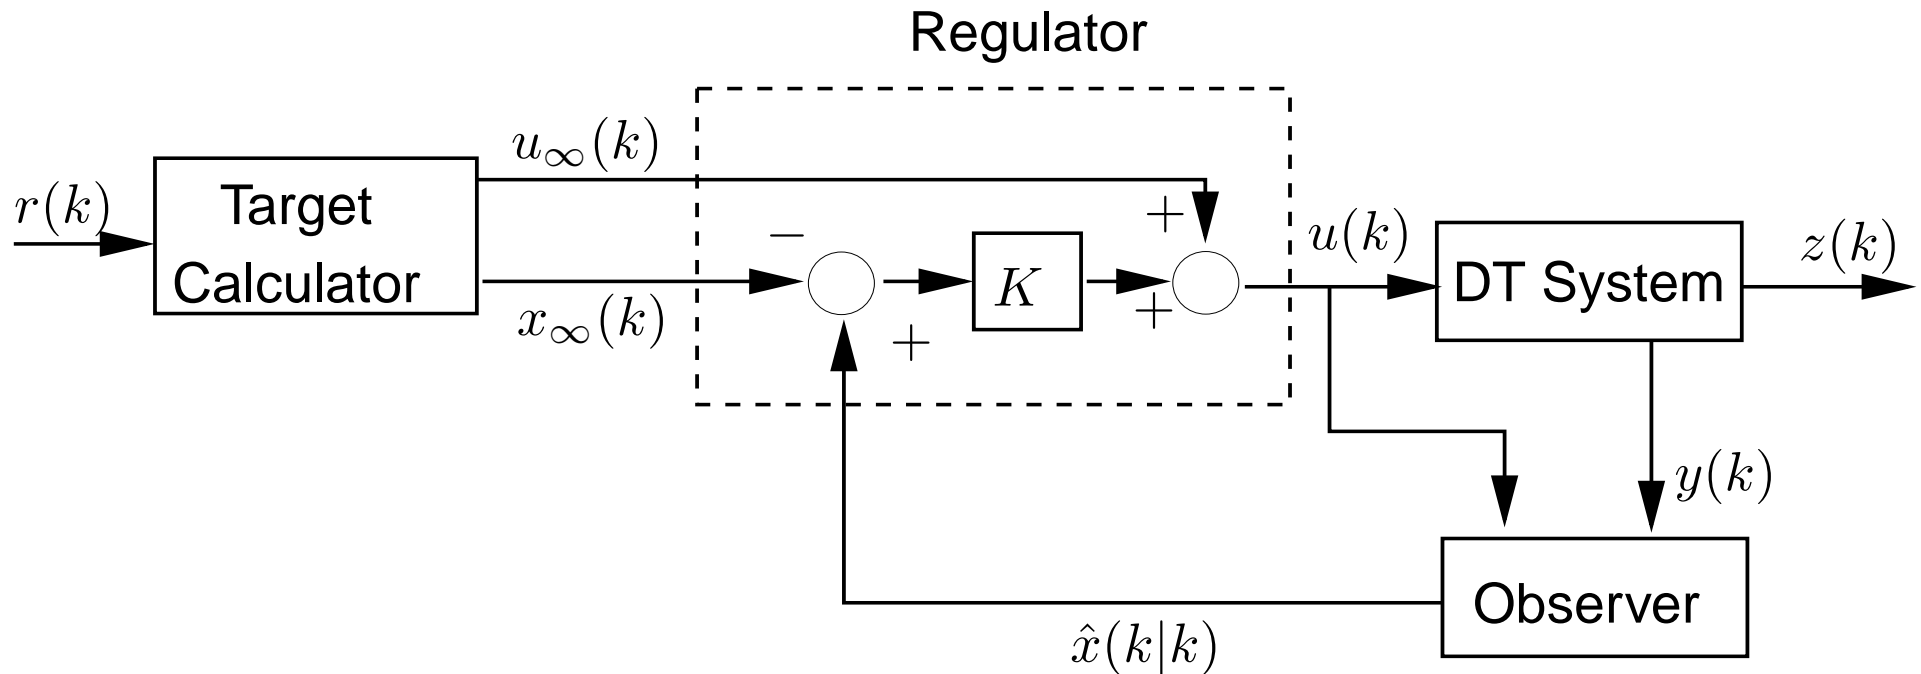 Regulator
u∞(k)
r(k)
Target
Calculator
x∞(k)
−
+
K
+
+
u(k)
DT System
z(k)
y(k)
Observer
x̂(k|k)